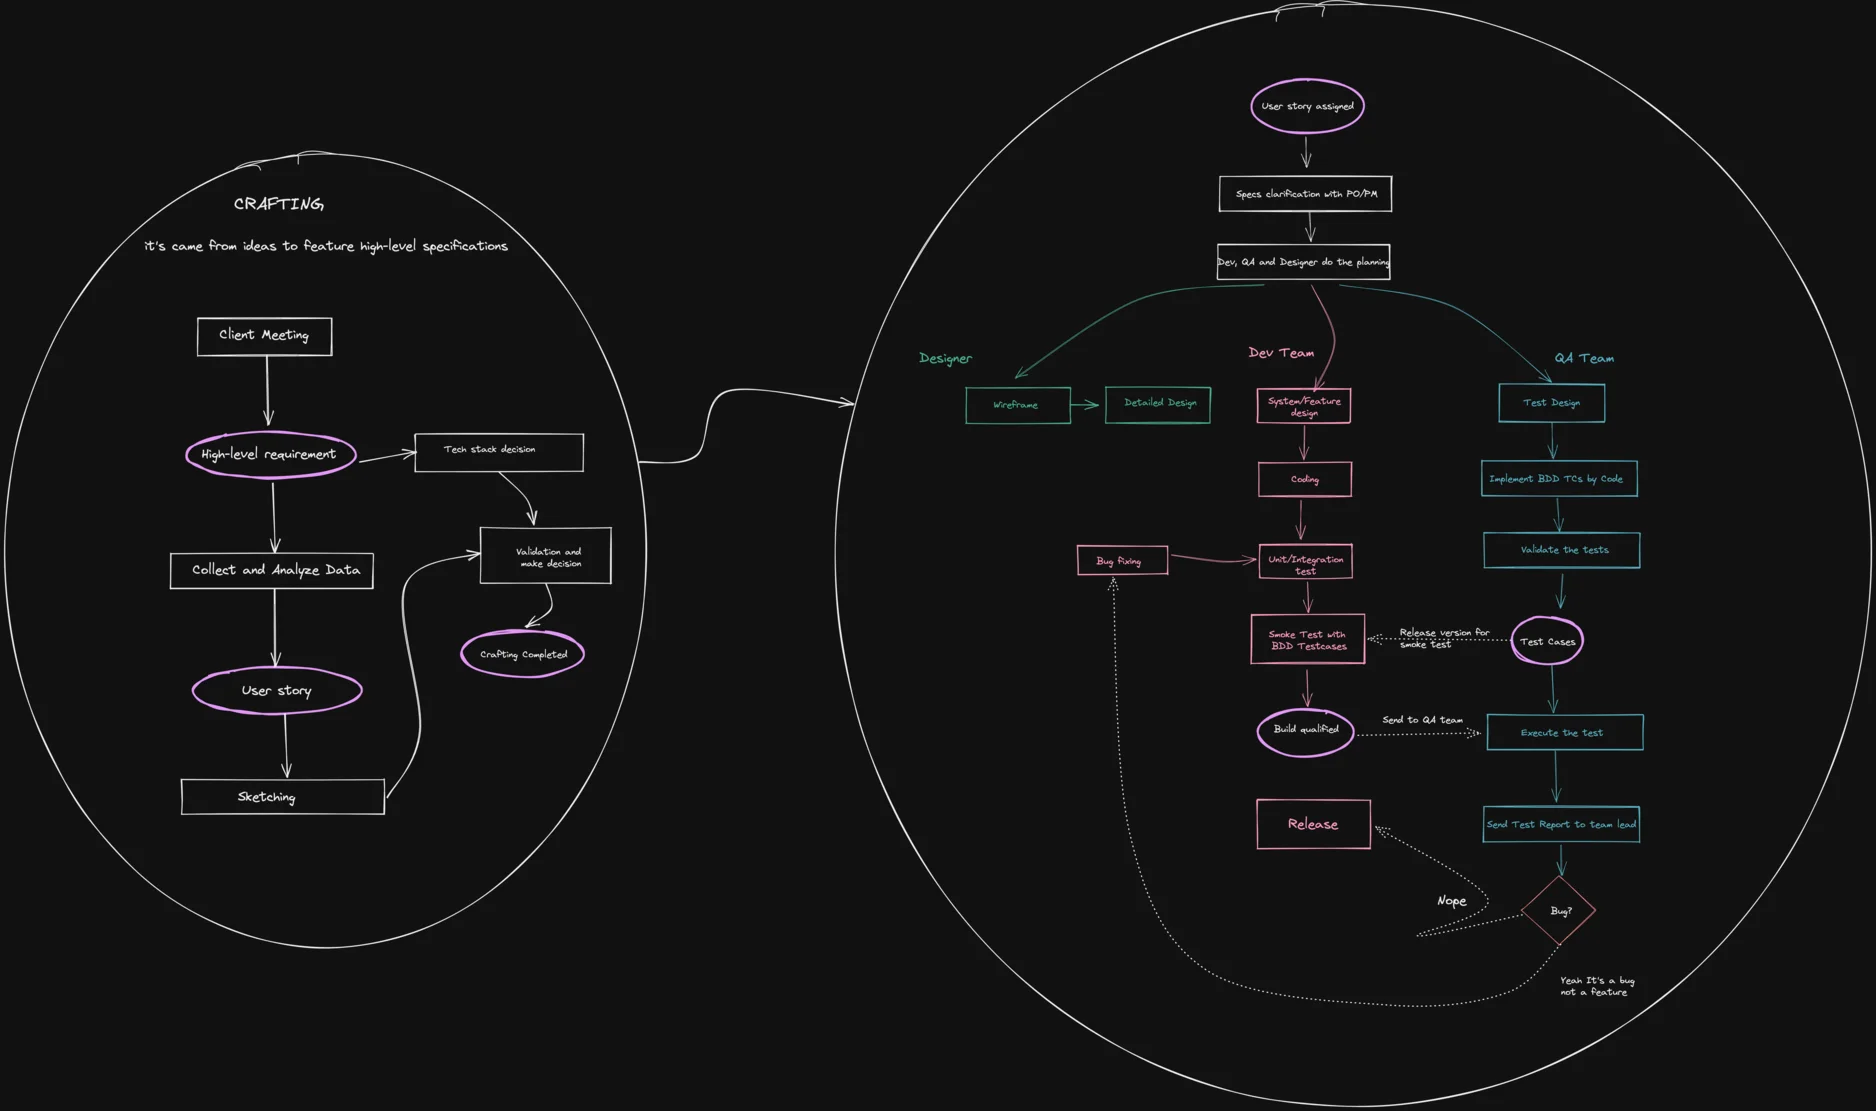 CRAFTING
it's came from ideas to feature high-level specifications
Client Meeting
High-level requirement
Tech stack decision
Validation and
make decision
Collect and Analyze Data
Crafting Completed
User story
Sketching
User story assigned
Specs clarification with PO/PM
Dev, QA and Designer do the planning
Designer
Dev Team
QA Team
Wireframe
Detailed Design
System/Feature
design
Test Design
Coding
Implement BDD TCs by Code
Bug fixing
Unit/Integration
test
Validate the tests
Smoke Test with
BDD Testcases
Release version for
smoke test
Test Cases
Build qualified
Send to QA team
Execute the test
Release
Send Test Report to team lead
Nope
Bug?
Yeah It's a bug
not a feature